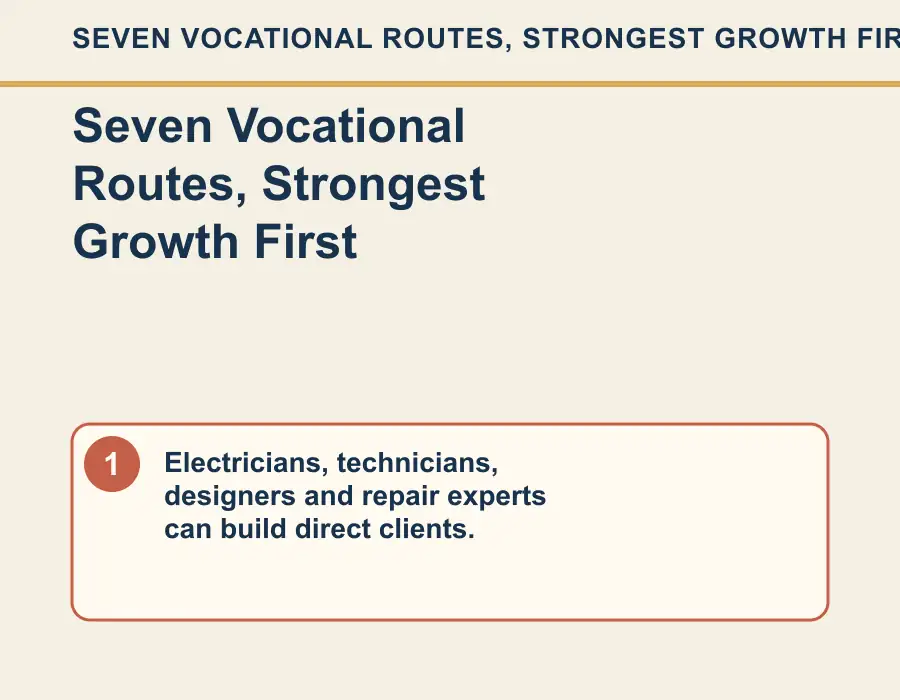 SEVEN VOCATIONAL ROUTES, STRONGEST GROWTH FIR
Seven Vocational
Routes, Strongest
Growth First
1
Electricians, technicians,
designers and repair experts
can build direct clients.